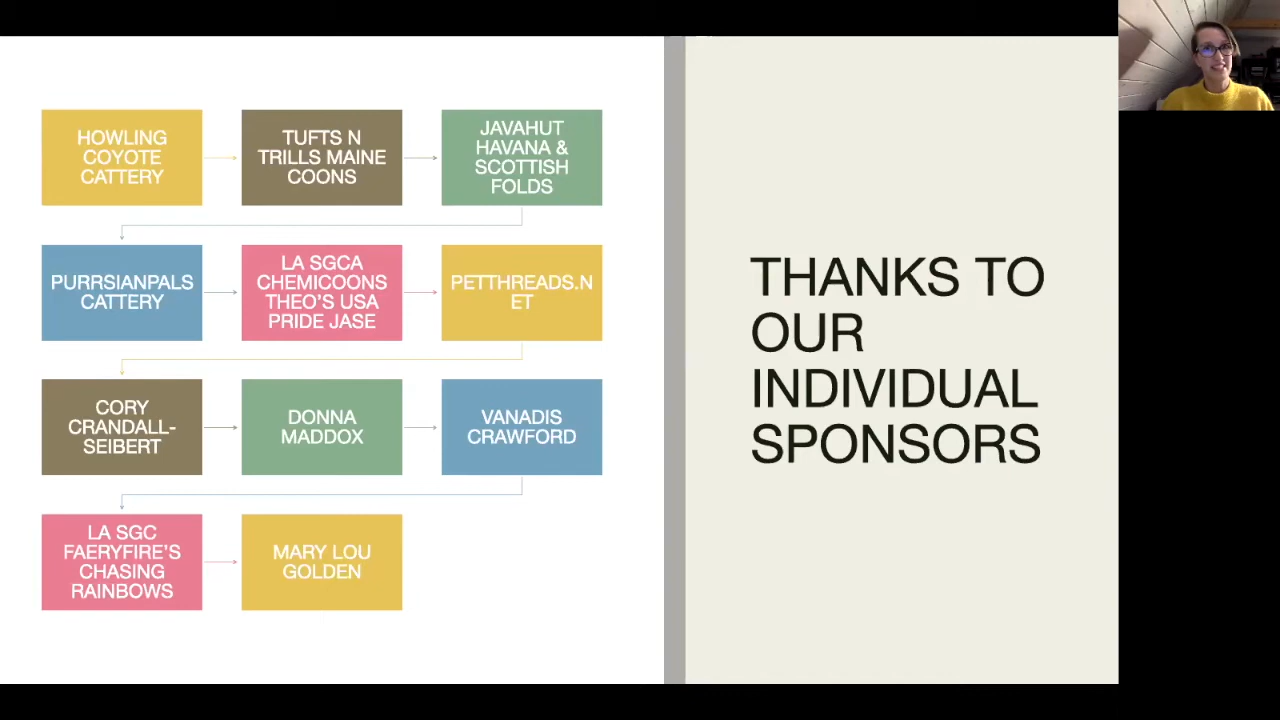 HOWLING
COYOTE
CATTERY
TUFTS N
TRILLS MAINE
COONS
JAVAHUT
HAVANA &
SCOTTISH
FOLDS
PURRSIANPALS
CATTERY
LA SGCA
CHEMICOONS
THEO'S USA
PRIDE JASE
PETTHREADS.N
ET
CORY
CRANDALL-
SEIBERT
DONNA
MADDOX
VANADIS
CRAWFORD
LA SGC
FAERYFIRE'S
CHASING
RAINBOWS
MARY LOU
GOLDEN
THANKS TO
OUR
INDIVIDUAL
SPONSORS